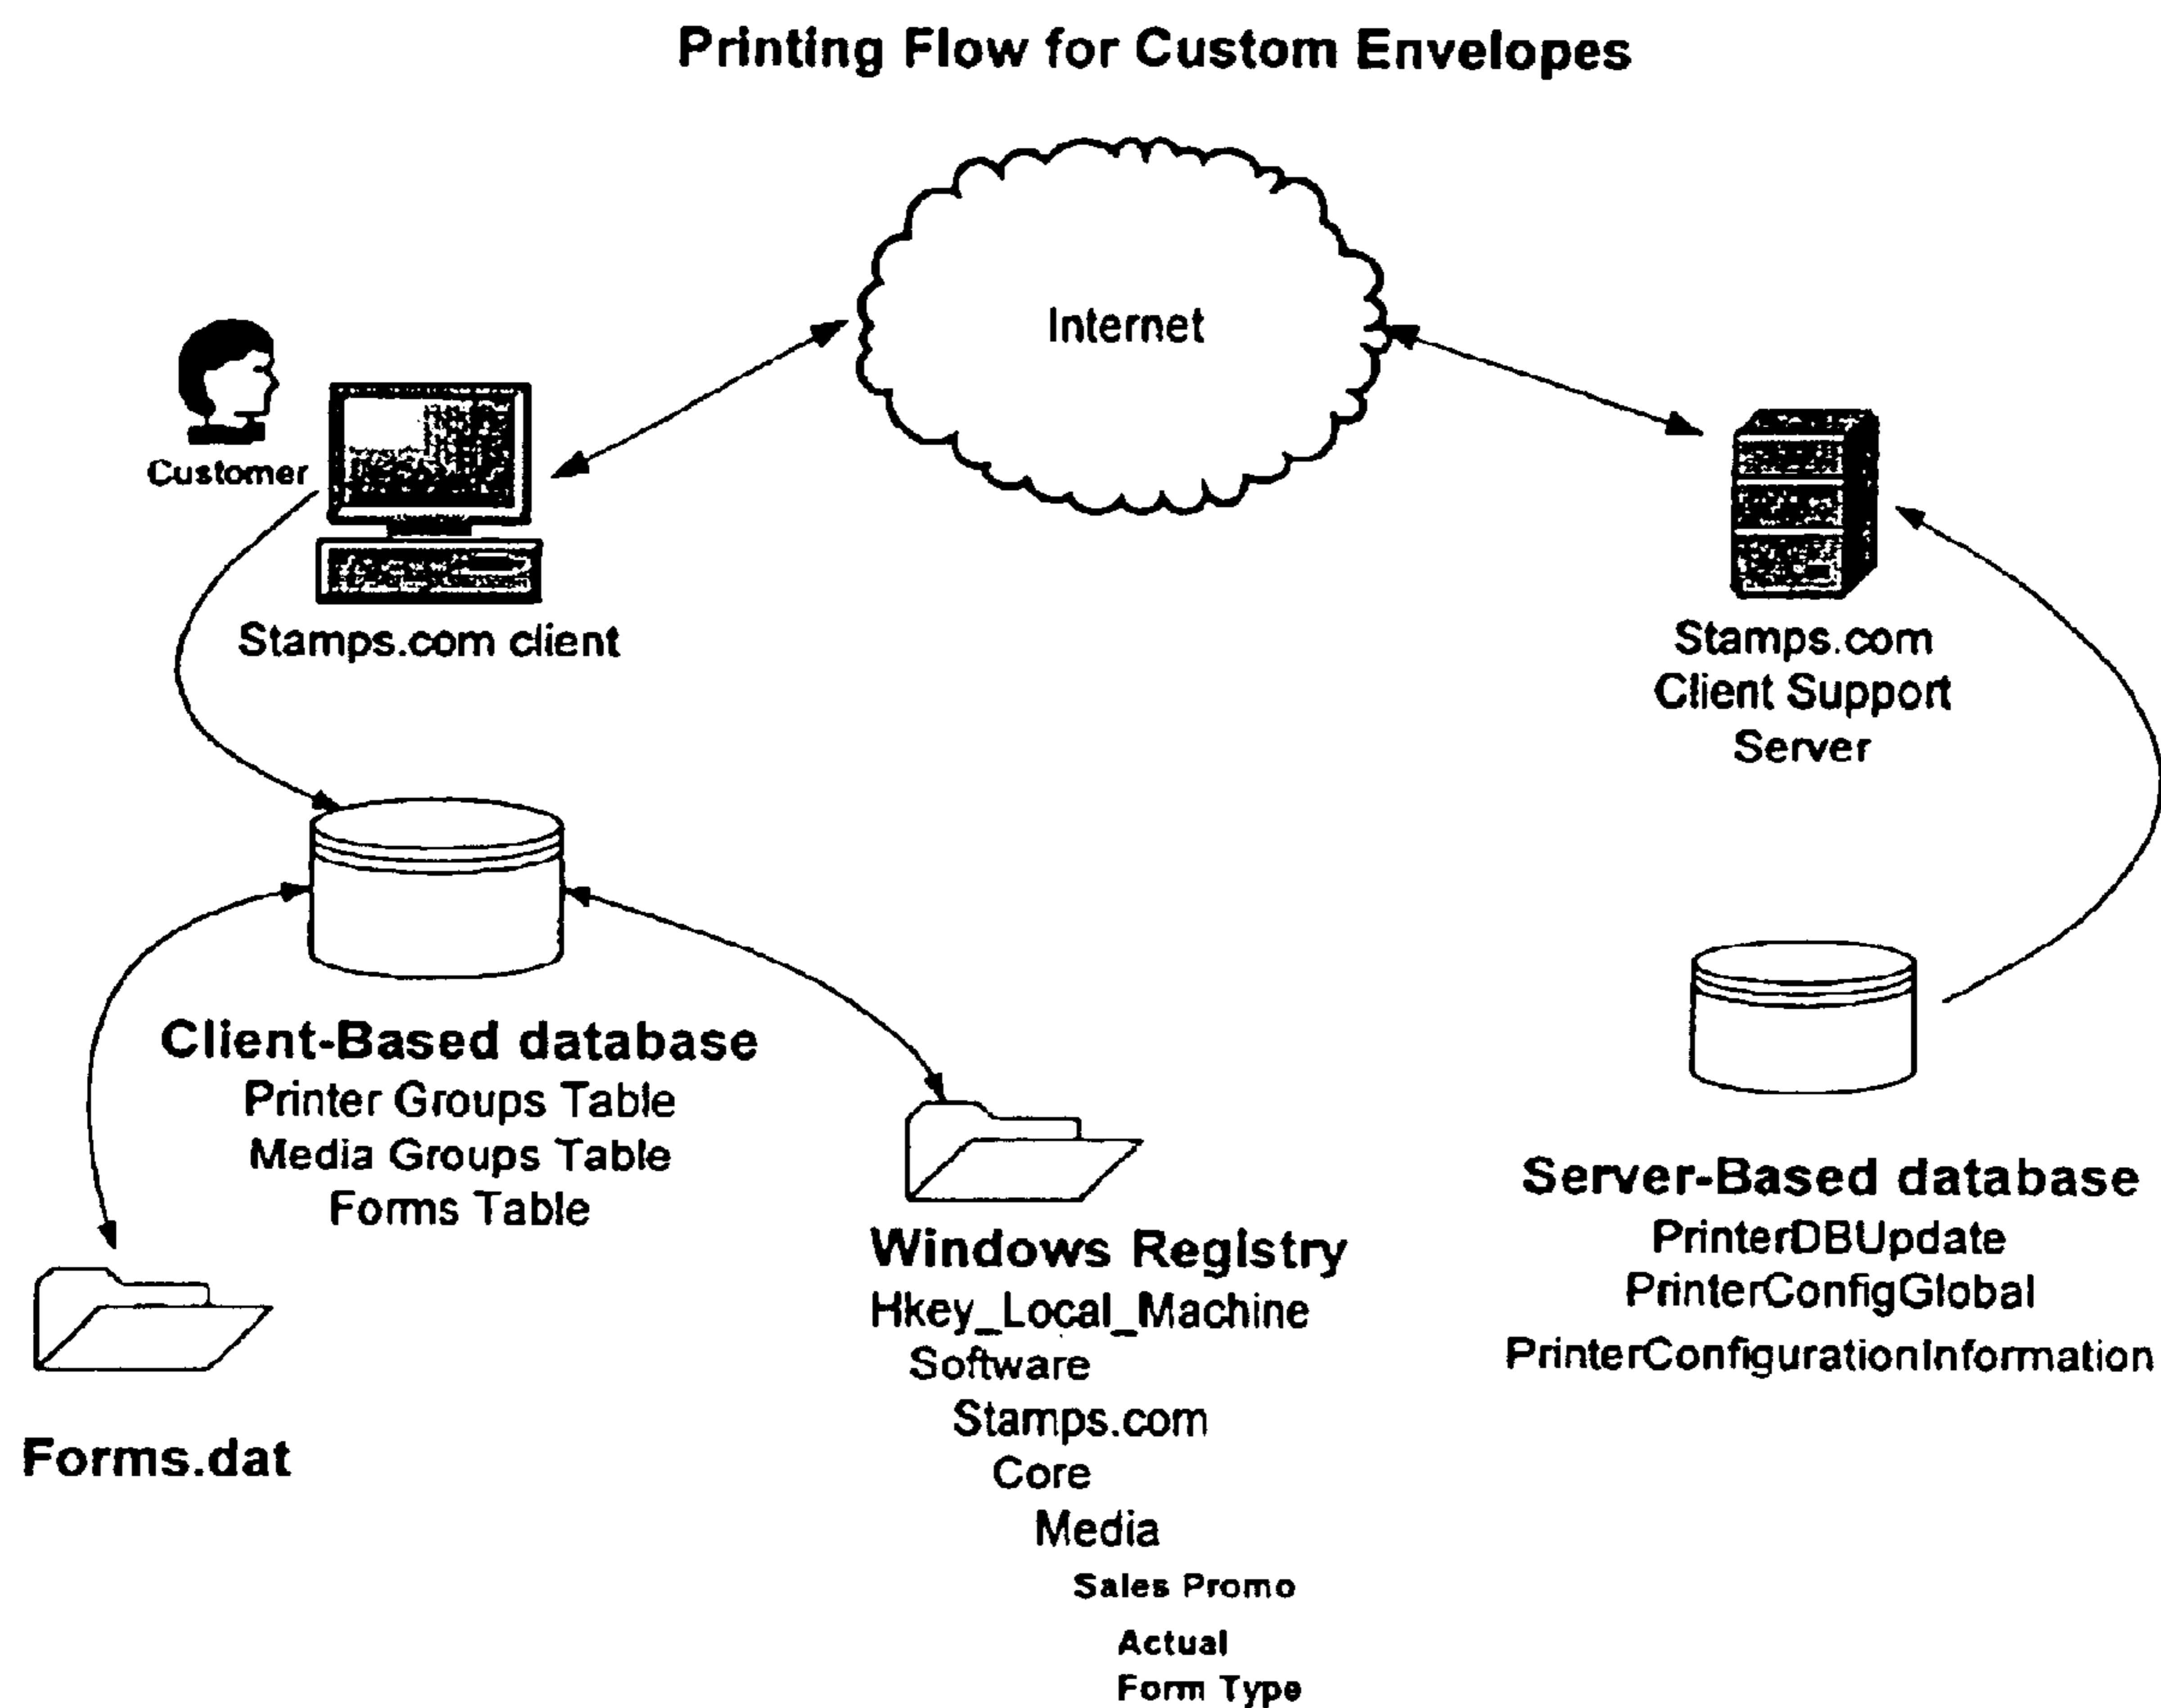 Printing Flow for Custom Envelopes
Internet
Customer
Stamps.com client
Stamps.com
Client Support
Server
Client-Based database
Printer Groups Table
Media Groups Table
Forms Table
Server-Based database
PrinterDBUpdate
PrinterConfigGlobal
PrinterConfigurationInformation
Windows Registry
Hkey_Local_Machine
Software
Stamps.com
Core
Media
Sales Promo
Actual
Form Type
Forms.dat